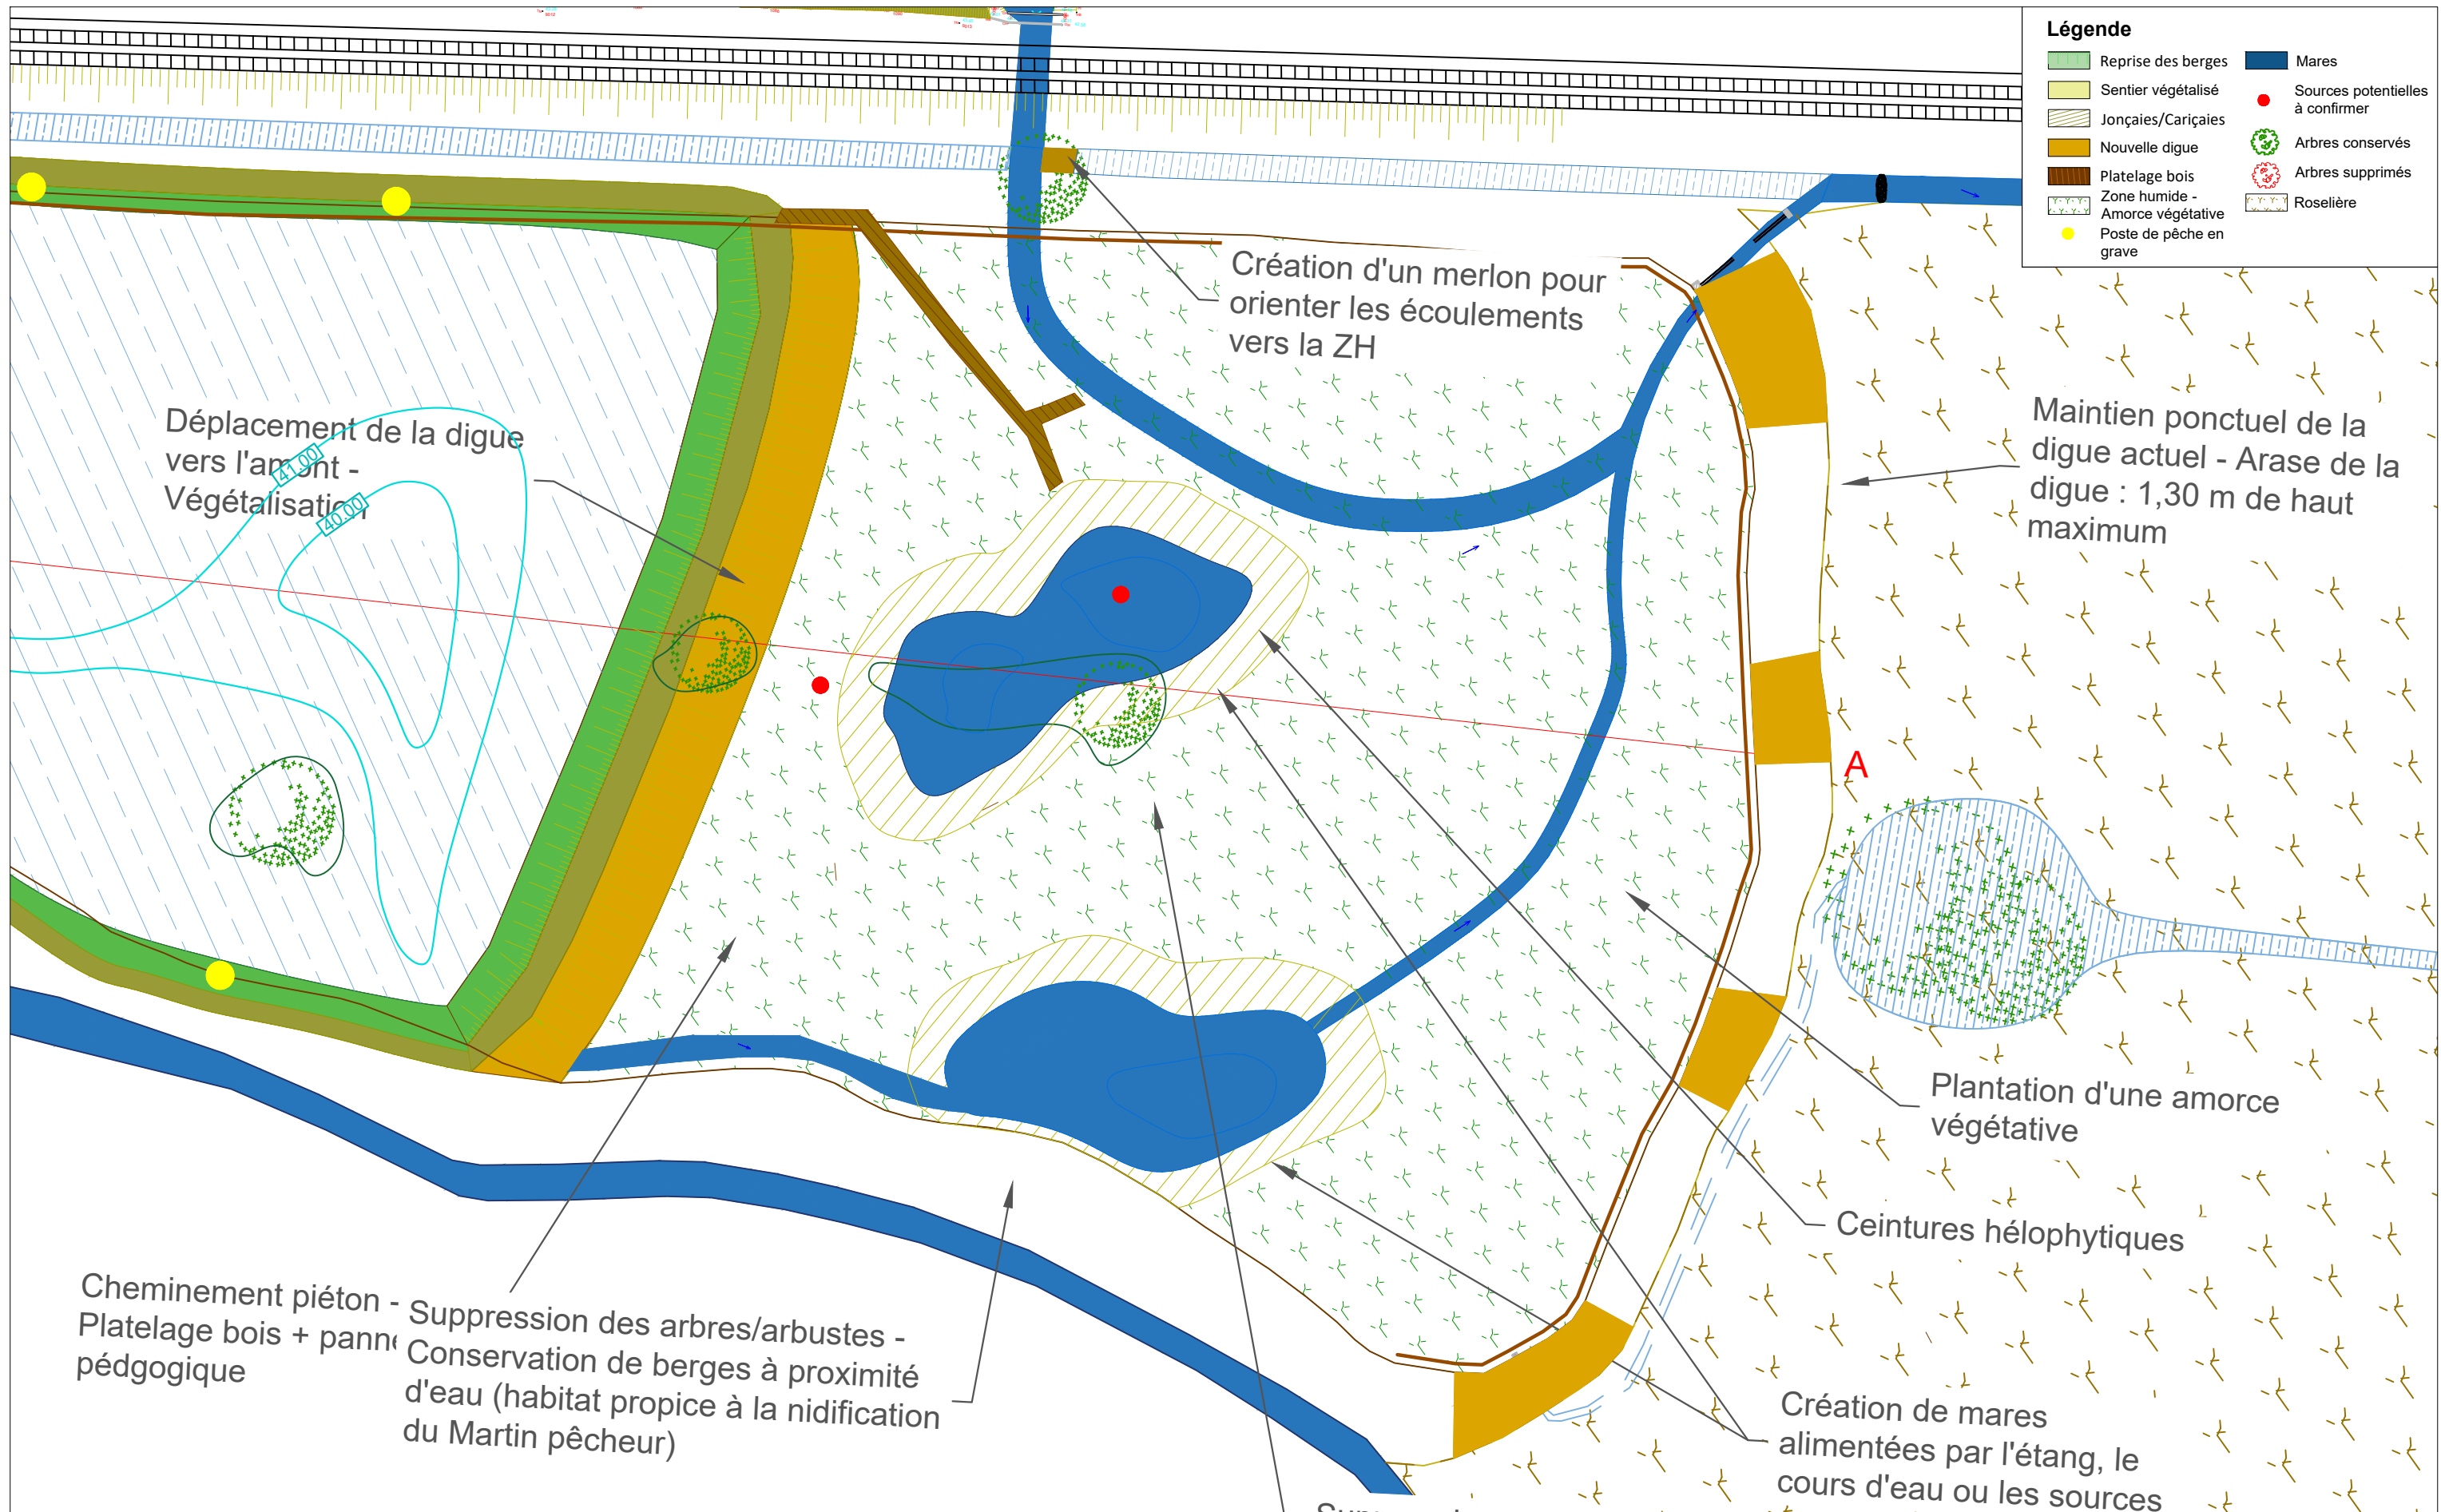 Légende
Reprise des berges
Sentier végétalisé
Jonçaies/Cariçaies
Nouvelle digue
Platelage bois
Zone humide -
Amorce végétative
Poste de pêche en
grave
Mares
Sources potentielles
à confirmer
Arbres conservés
Arbres supprimés
Roselière
Création d'un merlon pour
orienter les écoulements
vers la ZH
Déplacement de la digue
vers l'amont -
Végétalisation
41.00
40.00
Maintien ponctuel de la
digue actuel - Arase de la
digue : 1,30 m de haut
maximum
A
Plantation d'une amorce
végétative
Ceintures hélophytiques
Cheminement piéton -
Platelage bois + pann
pédgogique
Suppression des arbres/arbustes -
Conservation de berges à proximité
d'eau (habitat propice à la nidification
du Martin pêcheur)
Création de mares
alimentées par l'étang, le
cours d'eau ou les sources